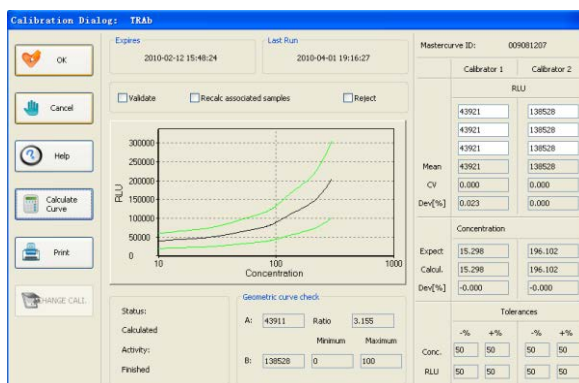 Calibration Dialog: TRAb
OK
Cancel
Help
Calculate
Curve
Print
CHANGE CALI.
Expires
2010-02-12 15:48:24
Last Run
2010-04-01 19:16:27
Validate
Recalc associated samples
Reject
RLU
300000
250000
200000
150000
100000
50000
0
10
100
1000
Concentration
Status:
Calculated
Activity:
Finished
Geometric curve check
A: 43911 Ratio 3.155
Minimum Maximum
B: 138528 0 100
Mastercurve ID: 009081207
Calibrator 1 Calibrator 2
RLU
43921 138528
43921 138528
43921 138528
Mean 43921 138528
CV 0.000 0.000
Dev[%] 0.023 0.000
Concentration
Expect 15.298 196.102
Calcul. 15.298 196.102
Dev[%] -0.000 -0.000
Tolerances
-% +% -% +%
Conc. 50 50 50 50
RLU 50 50 50 50